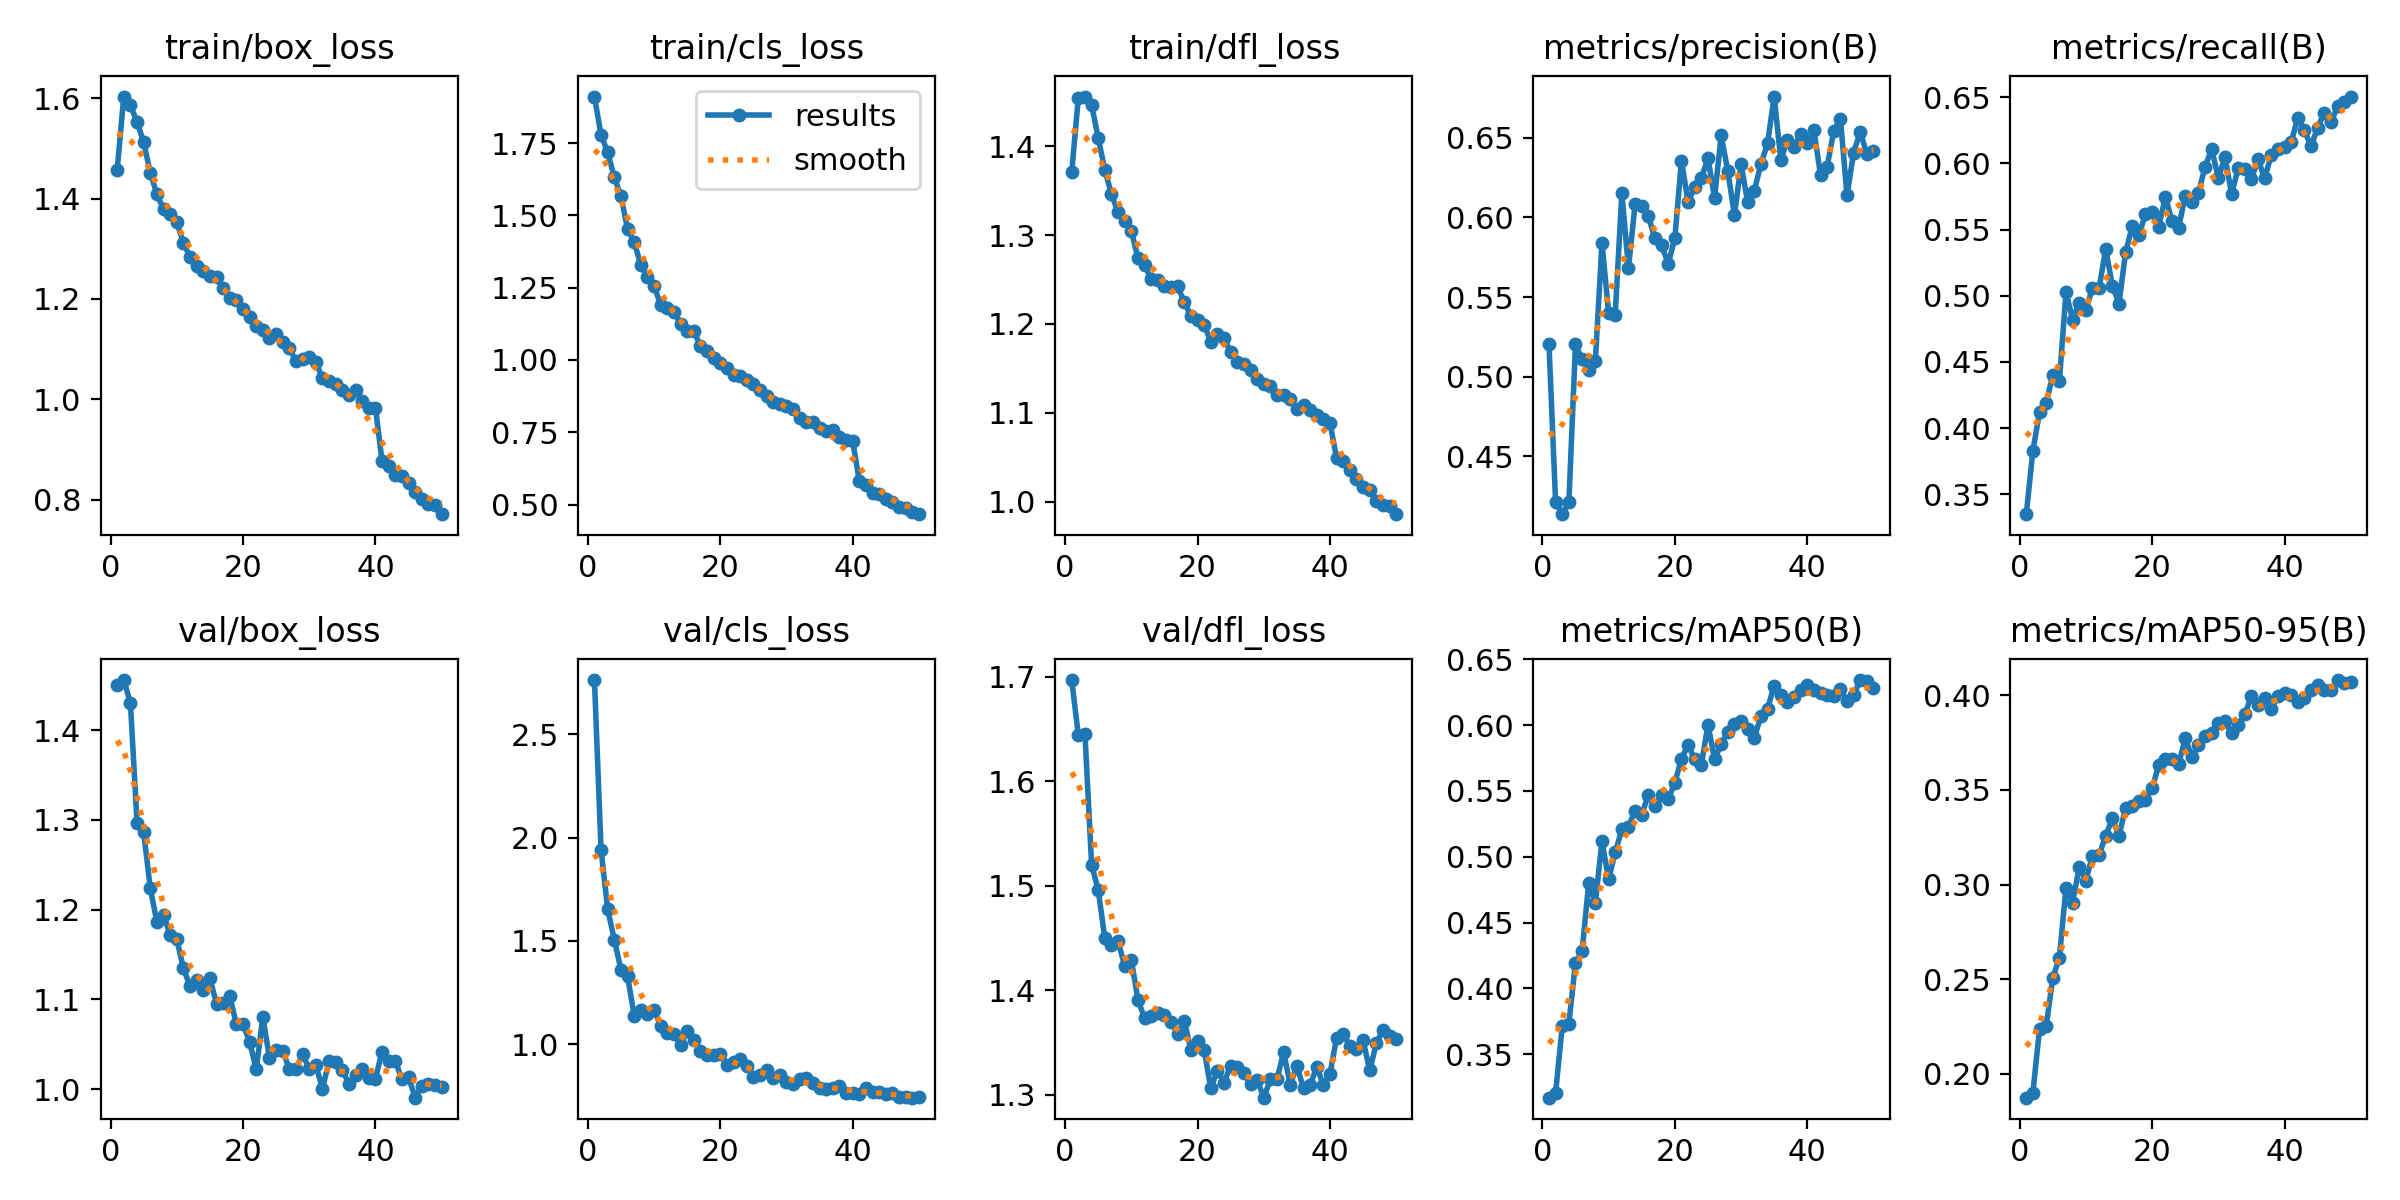 train/box_loss
1.6
1.4
1.2
1.0
0.8
0 20 40
train/cls_loss
results
smooth
1.75
1.50
1.25
1.00
0.75
0.50
0 20 40
train/dfl_loss
1.4
1.3
1.2
1.1
1.0
0 20 40
metrics/precision(B)
0.65
0.60
0.55
0.50
0.45
0 20 40
metrics/recall(B)
0.65
0.60
0.55
0.50
0.45
0.40
0.35
0 20 40
val/box_loss
1.4
1.3
1.2
1.1
1.0
0 20 40
val/cls_loss
2.5
2.0
1.5
1.0
0 20 40
val/dfl_loss
1.7
1.6
1.5
1.4
1.3
0 20 40
metrics/mAP50(B)
0.65
0.60
0.55
0.50
0.45
0.40
0.35
0 20 40
metrics/mAP50-95(B)
0.40
0.35
0.30
0.25
0.20
0 20 40